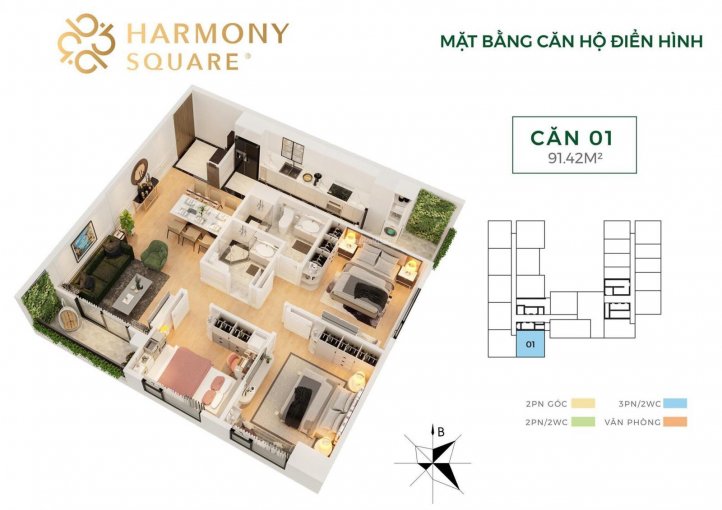 HARMONY
SQUARE®
MẶT BẰNG CĂN HỘ ĐIỂN HÌNH
CĂN 01
91.42M²
01
2PN GÓC
3PN/2WC
2PN/2WC
VĂN PHÒNG
B